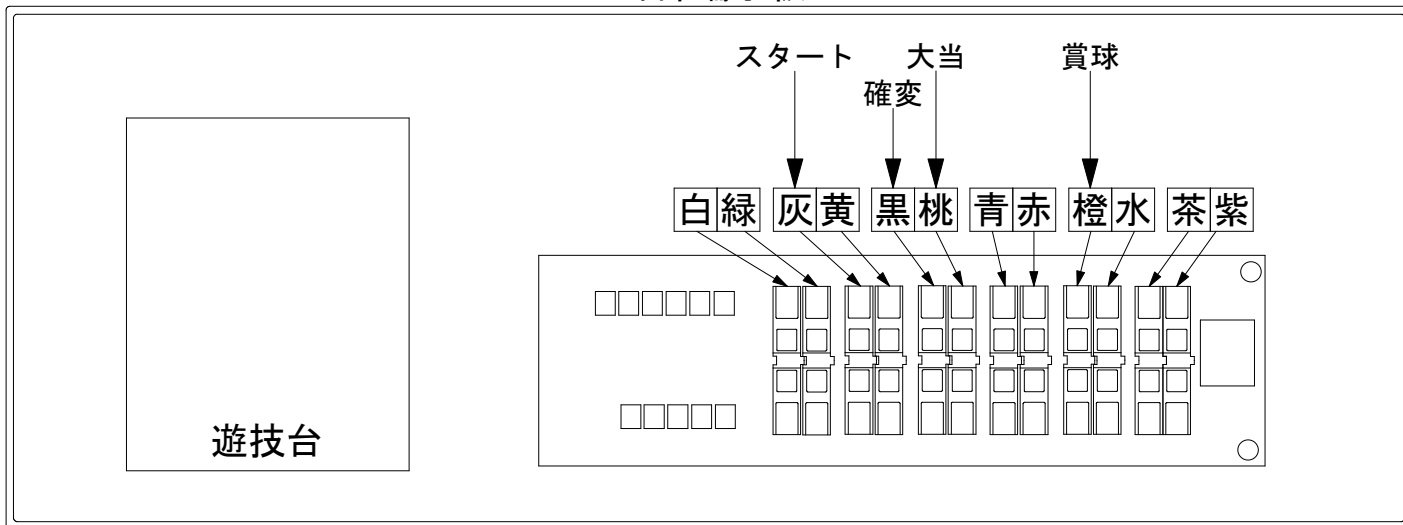 スタート
大当
賞球
確変
白緑
灰黄
黒桃
青赤
橙水
茶紫
遊技台